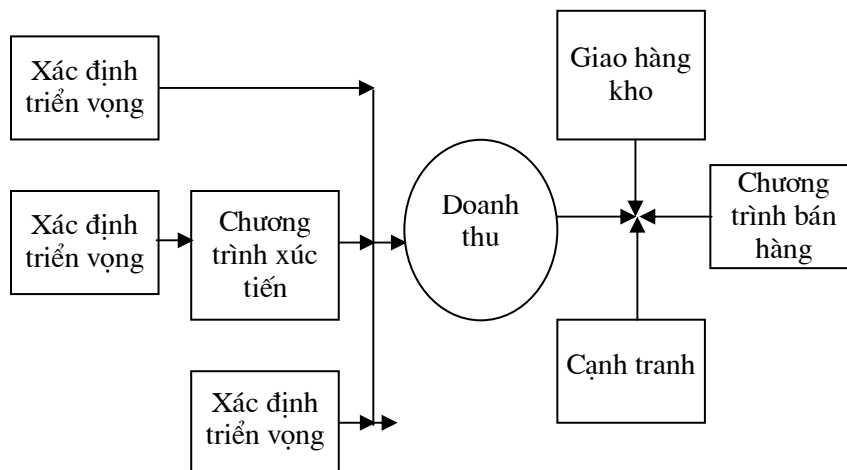 Xác định
triển vọng
Xác định
triển vọng
Chương
trình xúc
tiến
Xác định
triển vọng
Doanh
thu
Giao hàng
kho
Chương
trình bán
hàng
Cạnh tranh